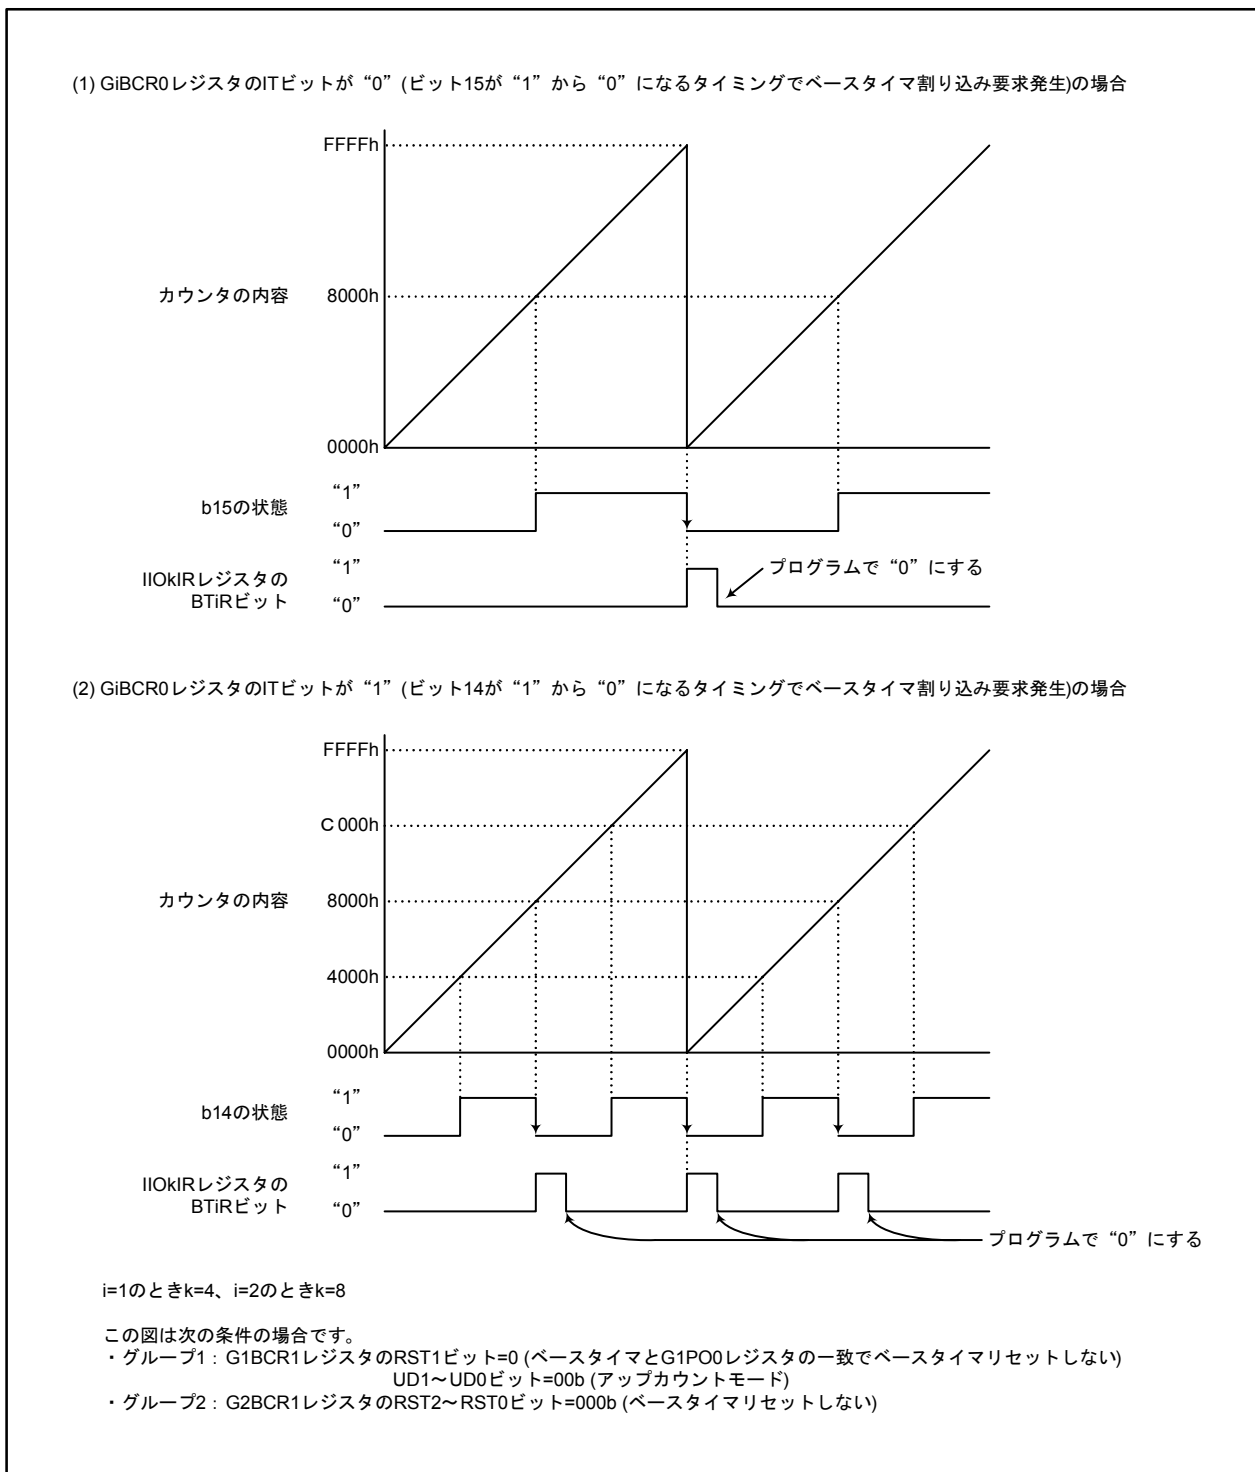 (1) GiBCR0レジスタのITビットが“0” (ビット15が“1”から“0”になるタイミングでベースタイマ割り込み要求発生)の場合
FFFFh
カウンタの内容
8000h
0000h
b15の状態
“1”
“0”
IIOkIRレジスタの
BTiRビット
“1”
“0”
プログラムで“0”にする
(2) GiBCR0レジスタのITビットが“1” (ビット14が“1”から“0”になるタイミングでベースタイマ割り込み要求発生)の場合
FFFFh
C000h
カウンタの内容
8000h
4000h
0000h
b14の状態
“1”
“0”
IIOkIRレジスタの
BTiRビット
“1”
“0”
プログラムで“0”にする
i=1のときk=4、i=2のときk=8
この図は次の条件の場合です。
・グループ1：G1BCR1レジスタのRST1ビット=0 (ベースタイマとG1PO0レジスタの一致でベースタイマリセットしない)
UD1～UD0ビット=00b (アップカウントモード)
・グループ2：G2BCR1レジスタのRST2～RST0ビット=000b (ベースタイマリセットしない)